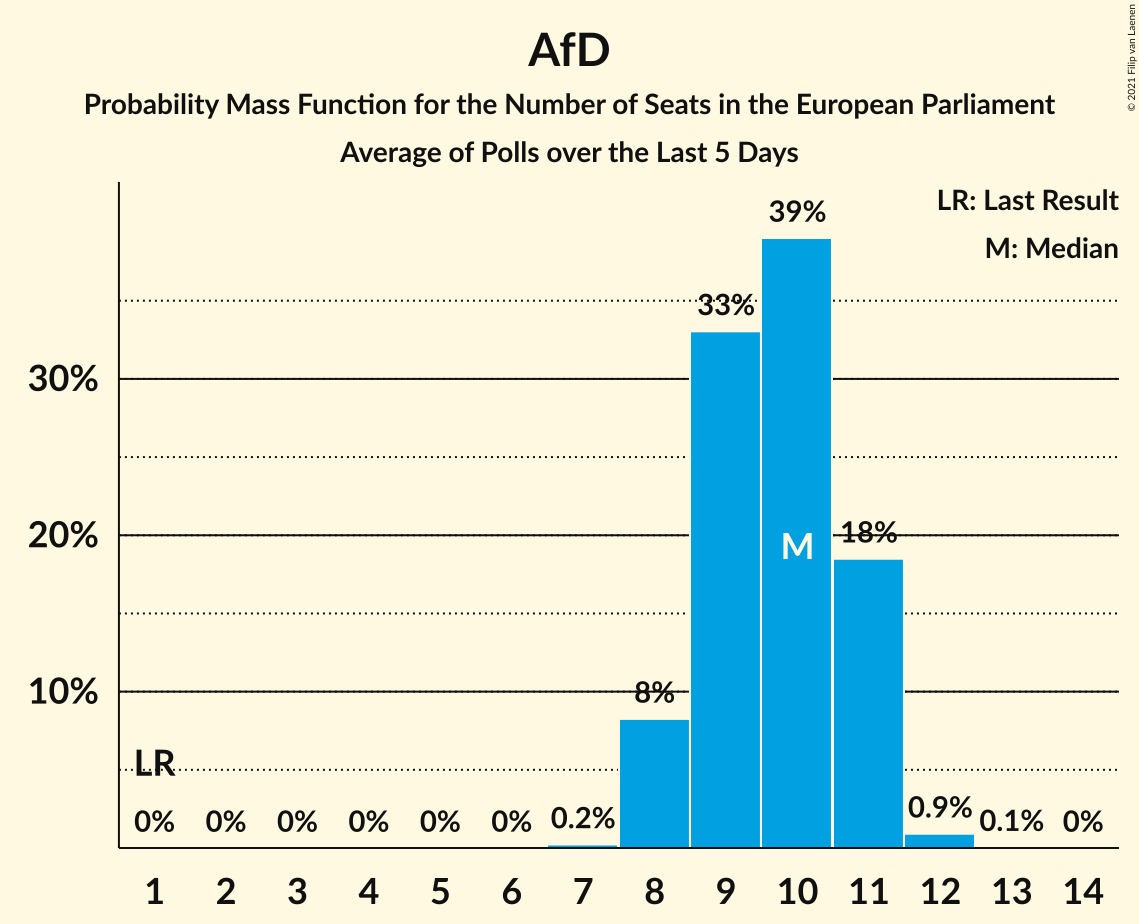 AfD
Probability Mass Function for the Number of Seats in the European Parliament
Average of Polls over the Last 5 Days
© 2021 Filip van Laenen
LR: Last Result
M: Median
39%
33%
30%
20%
M
18%
10%
8%
LR
0% 0% 0% 0% 0% 0% 0.2% 0.9% 0.1% 0%
1 2 3 4 5 6 7 8 9 10 11 12 13 14